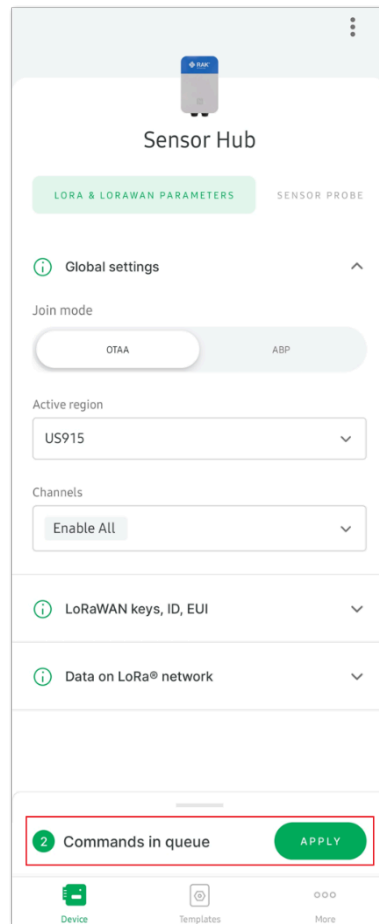 RAK
Sensor Hub
LORA & LORAWAN PARAMETERS SENSOR PROBE
Global settings
Join mode
OTAA ABP
Active region
US915
Channels
Enable All
LoRaWAN keys, ID, EUI
Data on LoRa® network
2 Commands in queue APPLY
Device Templates More